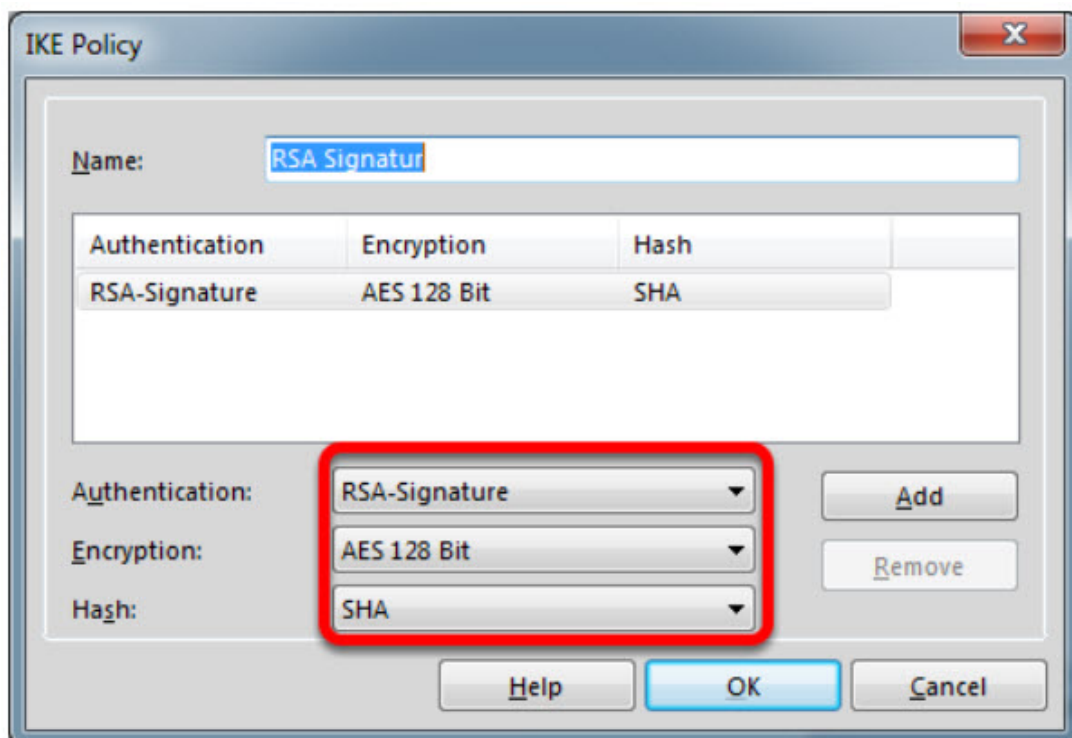 IKE Policy
Name: RSA Signatur
Authentication Encryption Hash
RSA-Signature AES 128 Bit SHA
Authentication: RSA-Signature Add
Encryption: AES 128 Bit Remove
Hash: SHA
Help OK Cancel